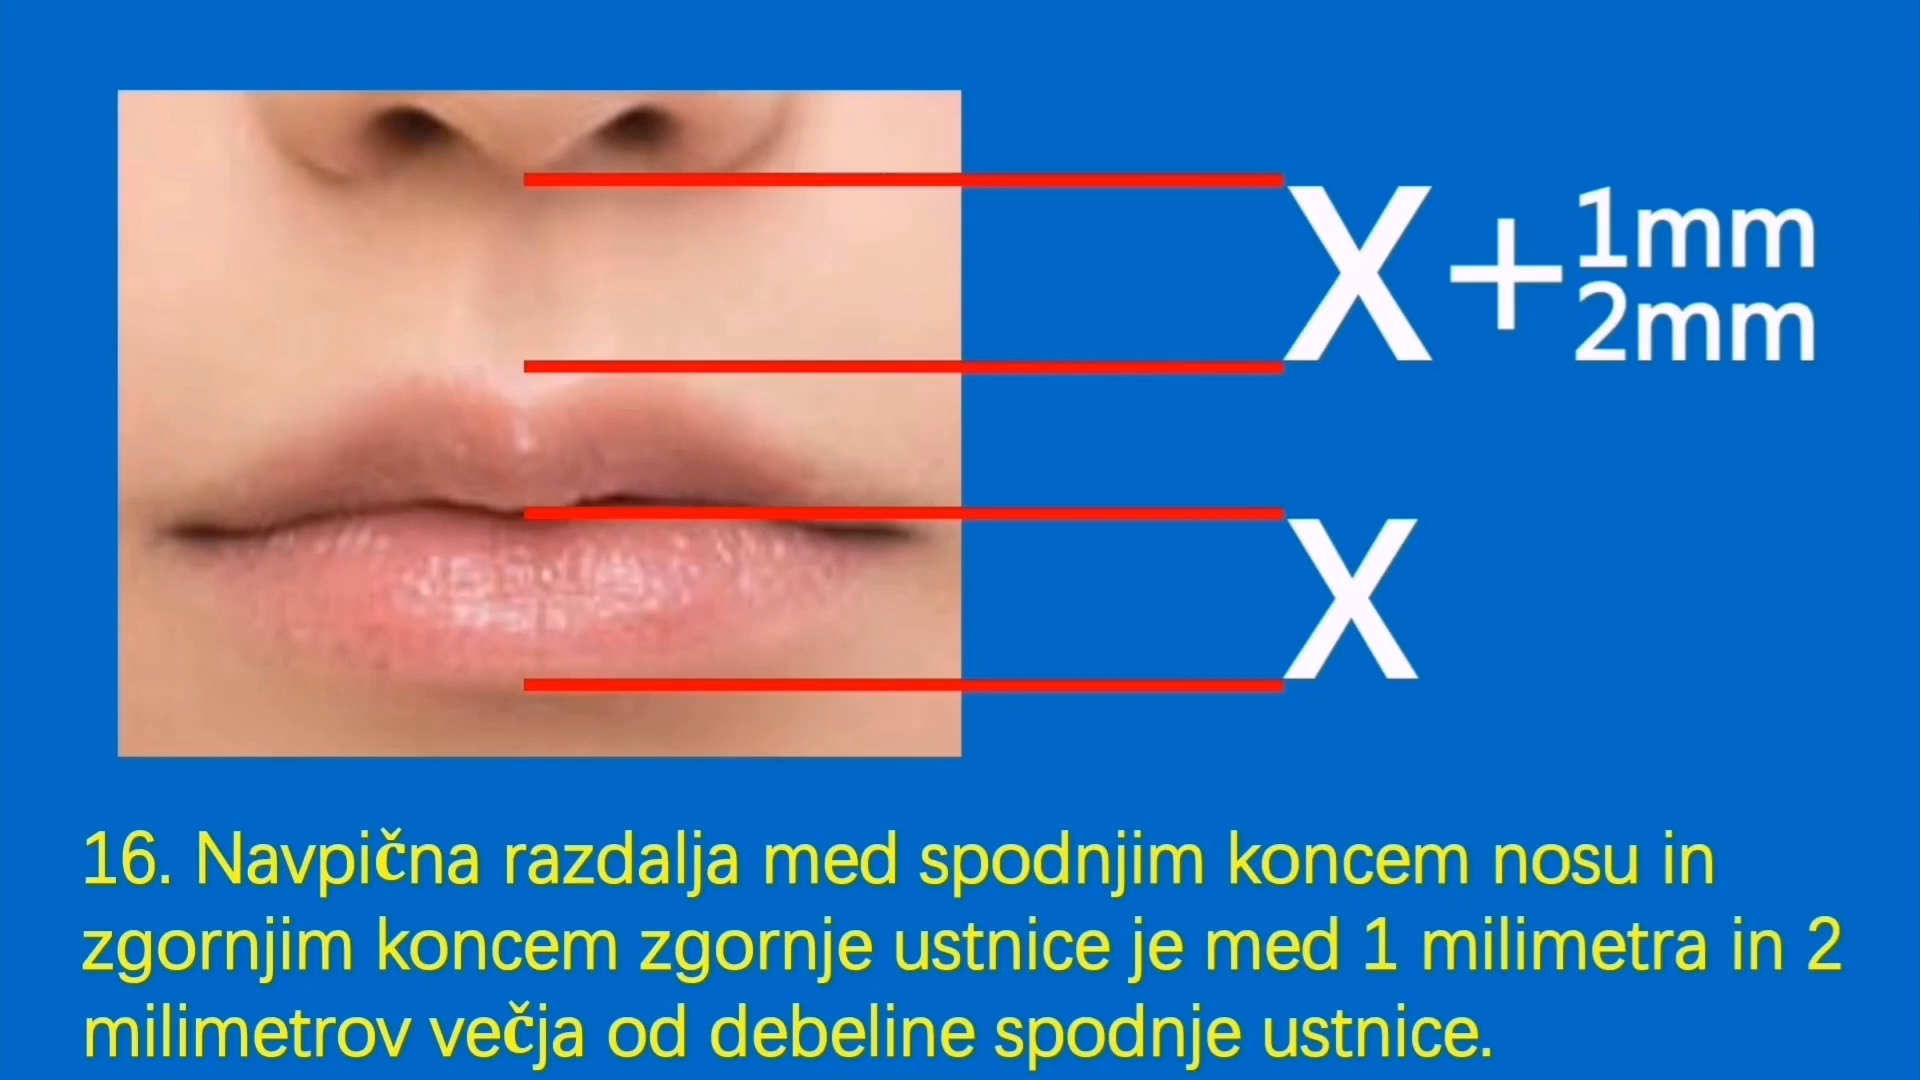 X+1mm
2mm
X
16. Navpična razdalja med spodnjim koncem nosu in
zgornjim koncem zgornje ustnice je med 1 milimetra in 2
milimetrov večja od debeline spodnje ustnice.